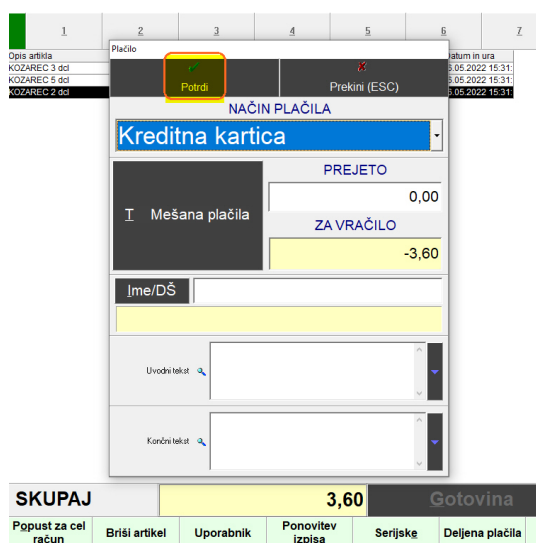 1 2 3 4 5 6 7
Opis artikla Datum in ura
KOZAREC 3 dcl 5.05.2022 15:31:
KOZAREC 5 dcl 5.05.2022 15:31:
KOZAREC 2 dcl 5.05.2022 15:31:
Plačilo
Potrdi Prekini (ESC)
NAČIN PLAČILA
Kreditna kartica
PREJETO
0,00
T Mešana plačila
ZA VRAČILO
-3,60
Ime/DŠ
Uvodni tekst
Končni tekst
SKUPAJ 3,60 Gotovina
Popust za cel račun Briši artikel Uporabnik Ponovitev izpisa Serijske Deljena plačila